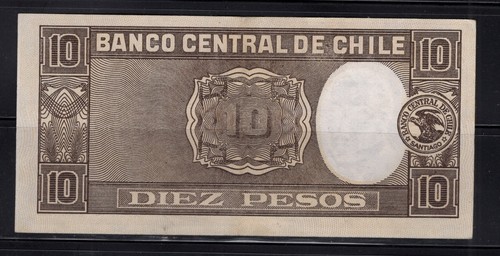 10 BANCO CENTRAL DE CHILE 10
10
BANCO CENTRAL DE CHILE
SANTIAGO
10 DIEZ PESOS 10